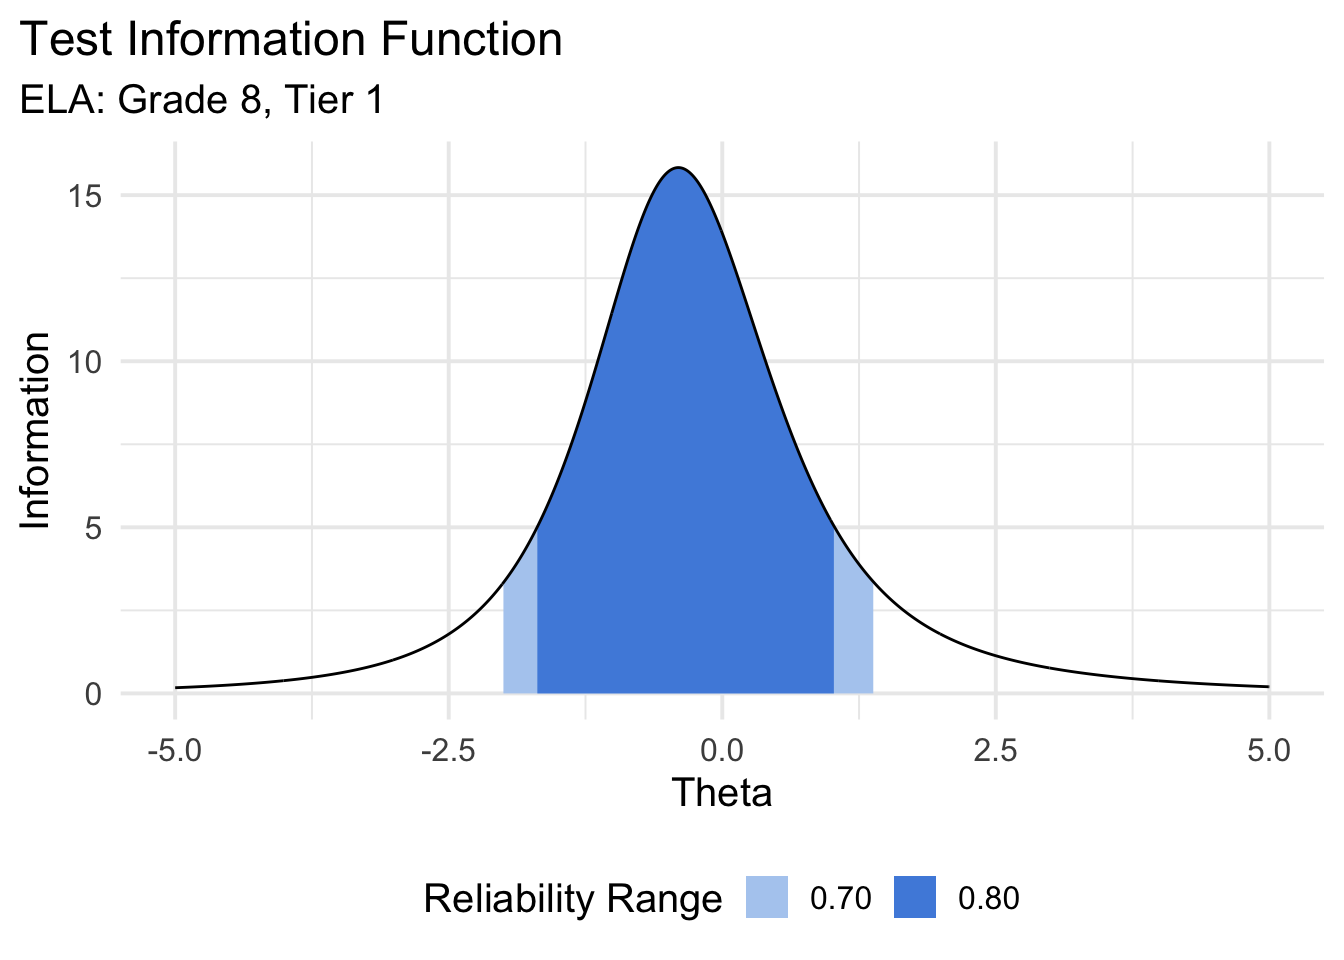 Test Information Function
ELA: Grade 8, Tier 1
15
10
5
0
Information
-5.0 -2.5 0.0 2.5 5.0
Theta
Reliability Range 0.70 0.80